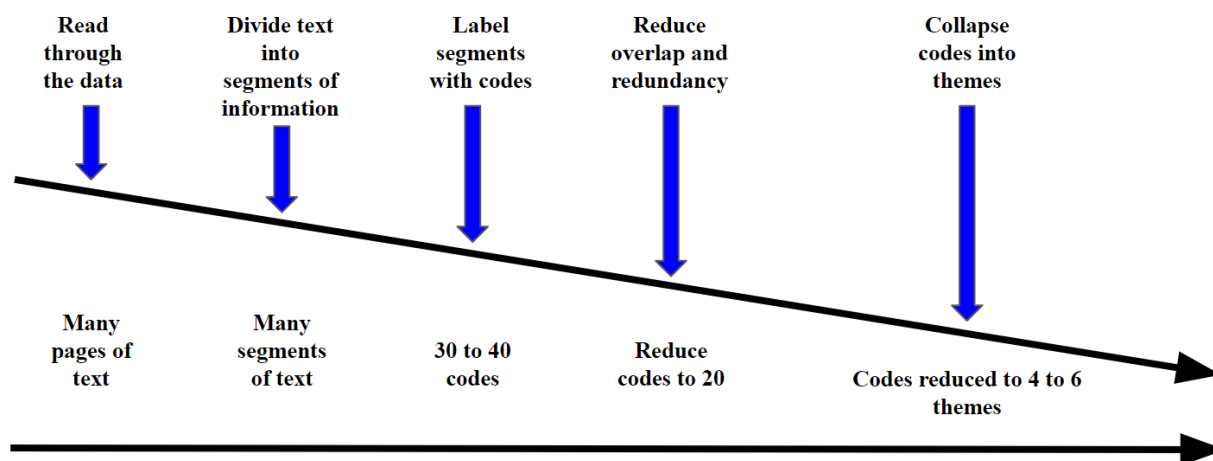 Read
through
the data
Divide text
into
segments of
information
Label
segments
with codes
Reduce
overlap and
redundancy
Collapse
codes into
themes
Many
pages of
text
Many
segments
of text
30 to 40
codes
Reduce
codes to 20
Codes reduced to 4 to 6
themes